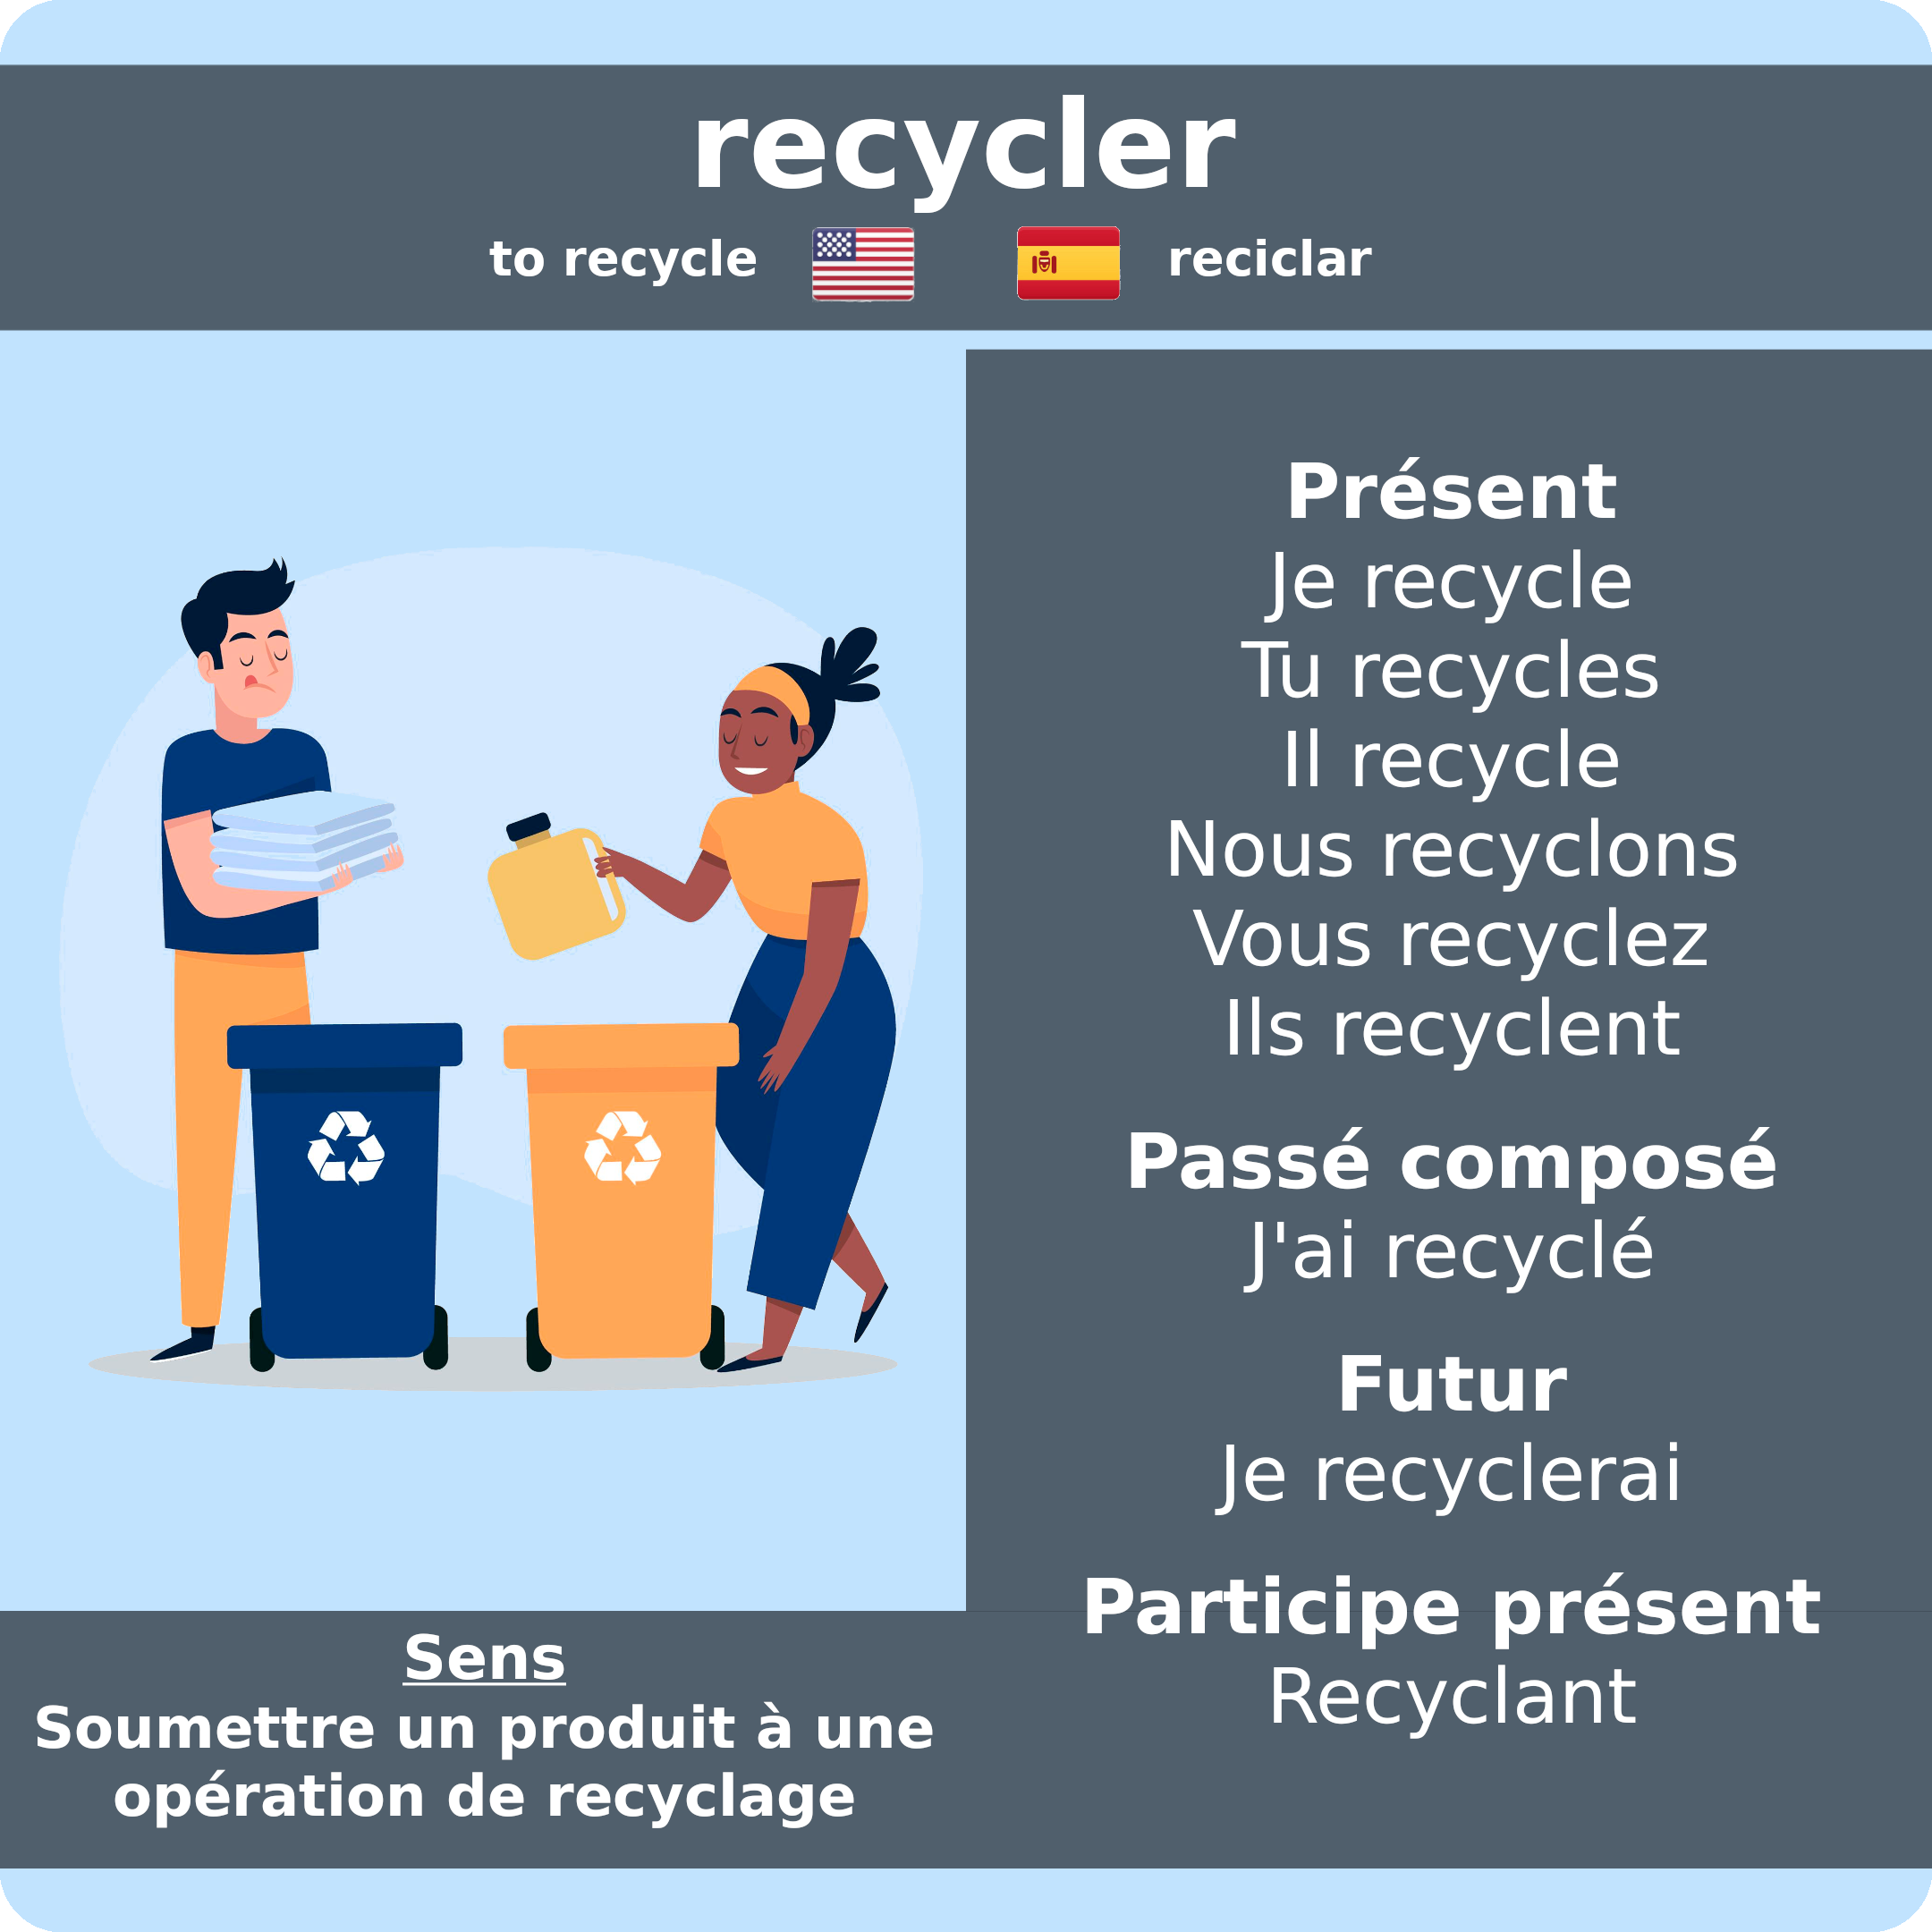 recycler
to recycle reciclar
Présent
Je recycle
Tu recycles
Il recycle
Nous recyclons
Vous recyclez
Ils recyclent
Passé composé
J'ai recyclé
Futur
Je recyclerai
Participe présent
Recyclant
Sens
Soumettre un produit à une
opération de recyclage